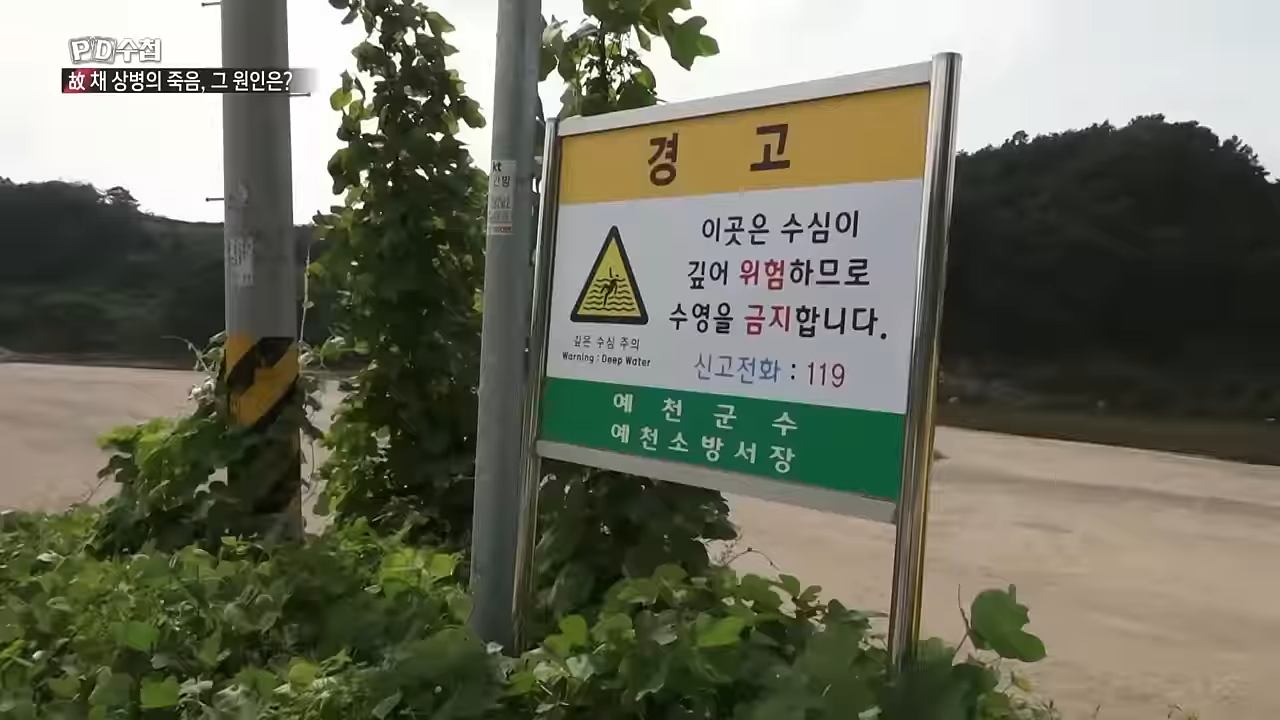 PD수첩
故 채 상병의 죽음, 그 원인은?
경 고
이곳은 수심이
깊어 위험하므로
수영을 금지합니다.
깊은 수심 주의
Warning : Deep Water
신고전화 : 119
예 천 군 수
예천소방서장
kt